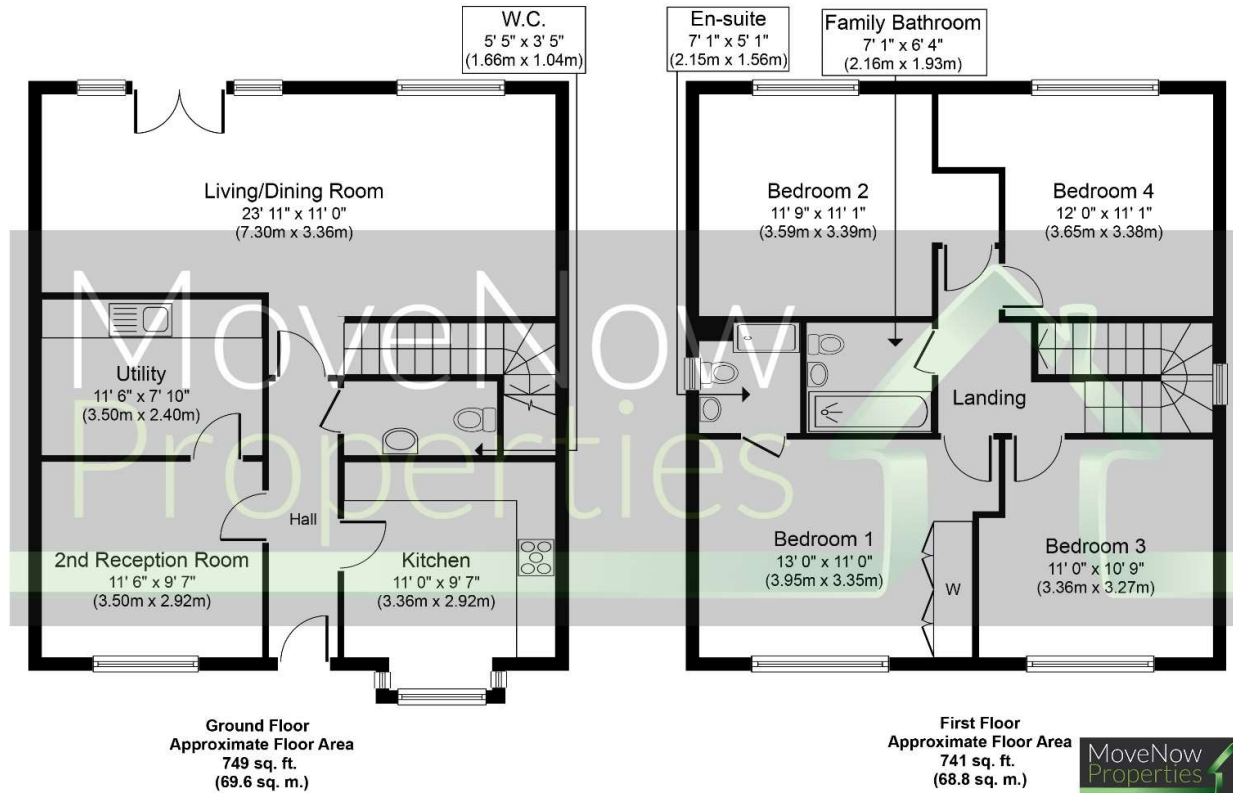 W.C.
5' 5" x 3' 5"
(1.66m x 1.04m)
En-suite
7' 1" x 5' 1"
(2.15m x 1.56m)
Family Bathroom
7' 1" x 6' 4"
(2.16m x 1.93m)
Living/Dining Room
23' 11" x 11' 0"
(7.30m x 3.36m)
Bedroom 2
11' 9" x 11' 1"
(3.59m x 3.39m)
Bedroom 4
12' 0" x 11' 1"
(3.65m x 3.38m)
MoveNow
Properties
Utility
11' 6" x 7' 10"
(3.50m x 2.40m)
Landing
Hall
2nd Reception Room
11' 6" x 9' 7"
(3.50m x 2.92m)
Kitchen
11' 0" x 9' 7"
(3.36m x 2.92m)
Bedroom 1
13' 0" x 11' 0"
(3.95m x 3.35m)
W
Bedroom 3
11' 0" x 10' 9"
(3.36m x 3.27m)
Ground Floor
Approximate Floor Area
749 sq. ft.
(69.6 sq. m.)
First Floor
Approximate Floor Area
741 sq. ft.
(68.8 sq. m.)
MoveNow
Properties